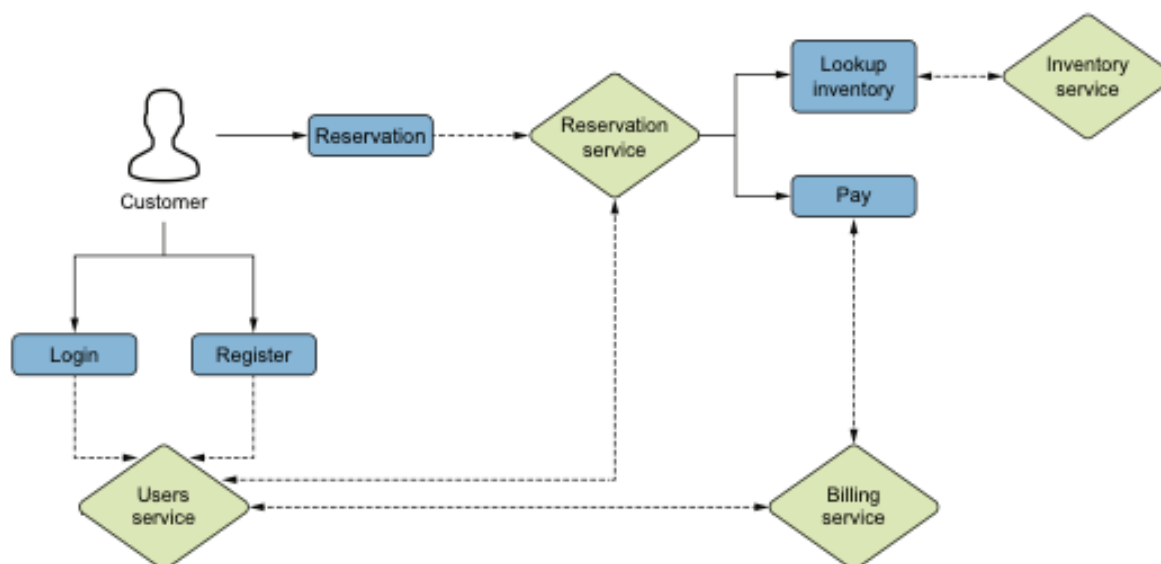 Lookup
inventory
Inventory
service
Reservation
Reservation
service
Customer
Pay
Login
Register
Users
service
Billing
service